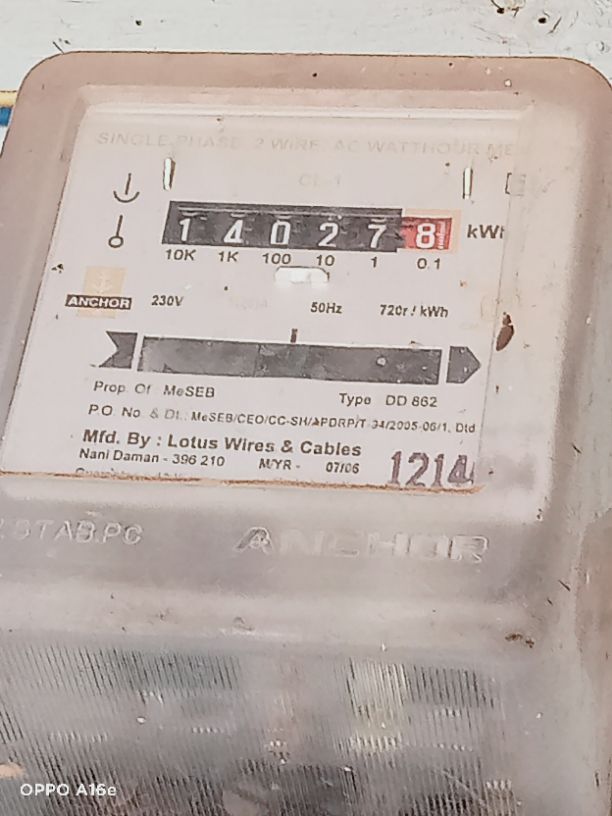 SINGLE PHASE 2 WIRE AC WATTHOUR ME
CL-1
1 4 0 2 7 8 kWh
10K 1K 100 10 1 0.1
ANCHOR 230V 50Hz 720r / kWh
Prop. Of MeSEB Type DD 862
P.O. No. & Dt.: MeSEB/CEO/CC-SH/APDRP/T-34/2005-06/1, Dtd
Mfd. By : Lotus Wires & Cables
Nani Daman - 396 210 M/YR - 07/06
1214
STAB.PC ANCHOR
OPPO A16e